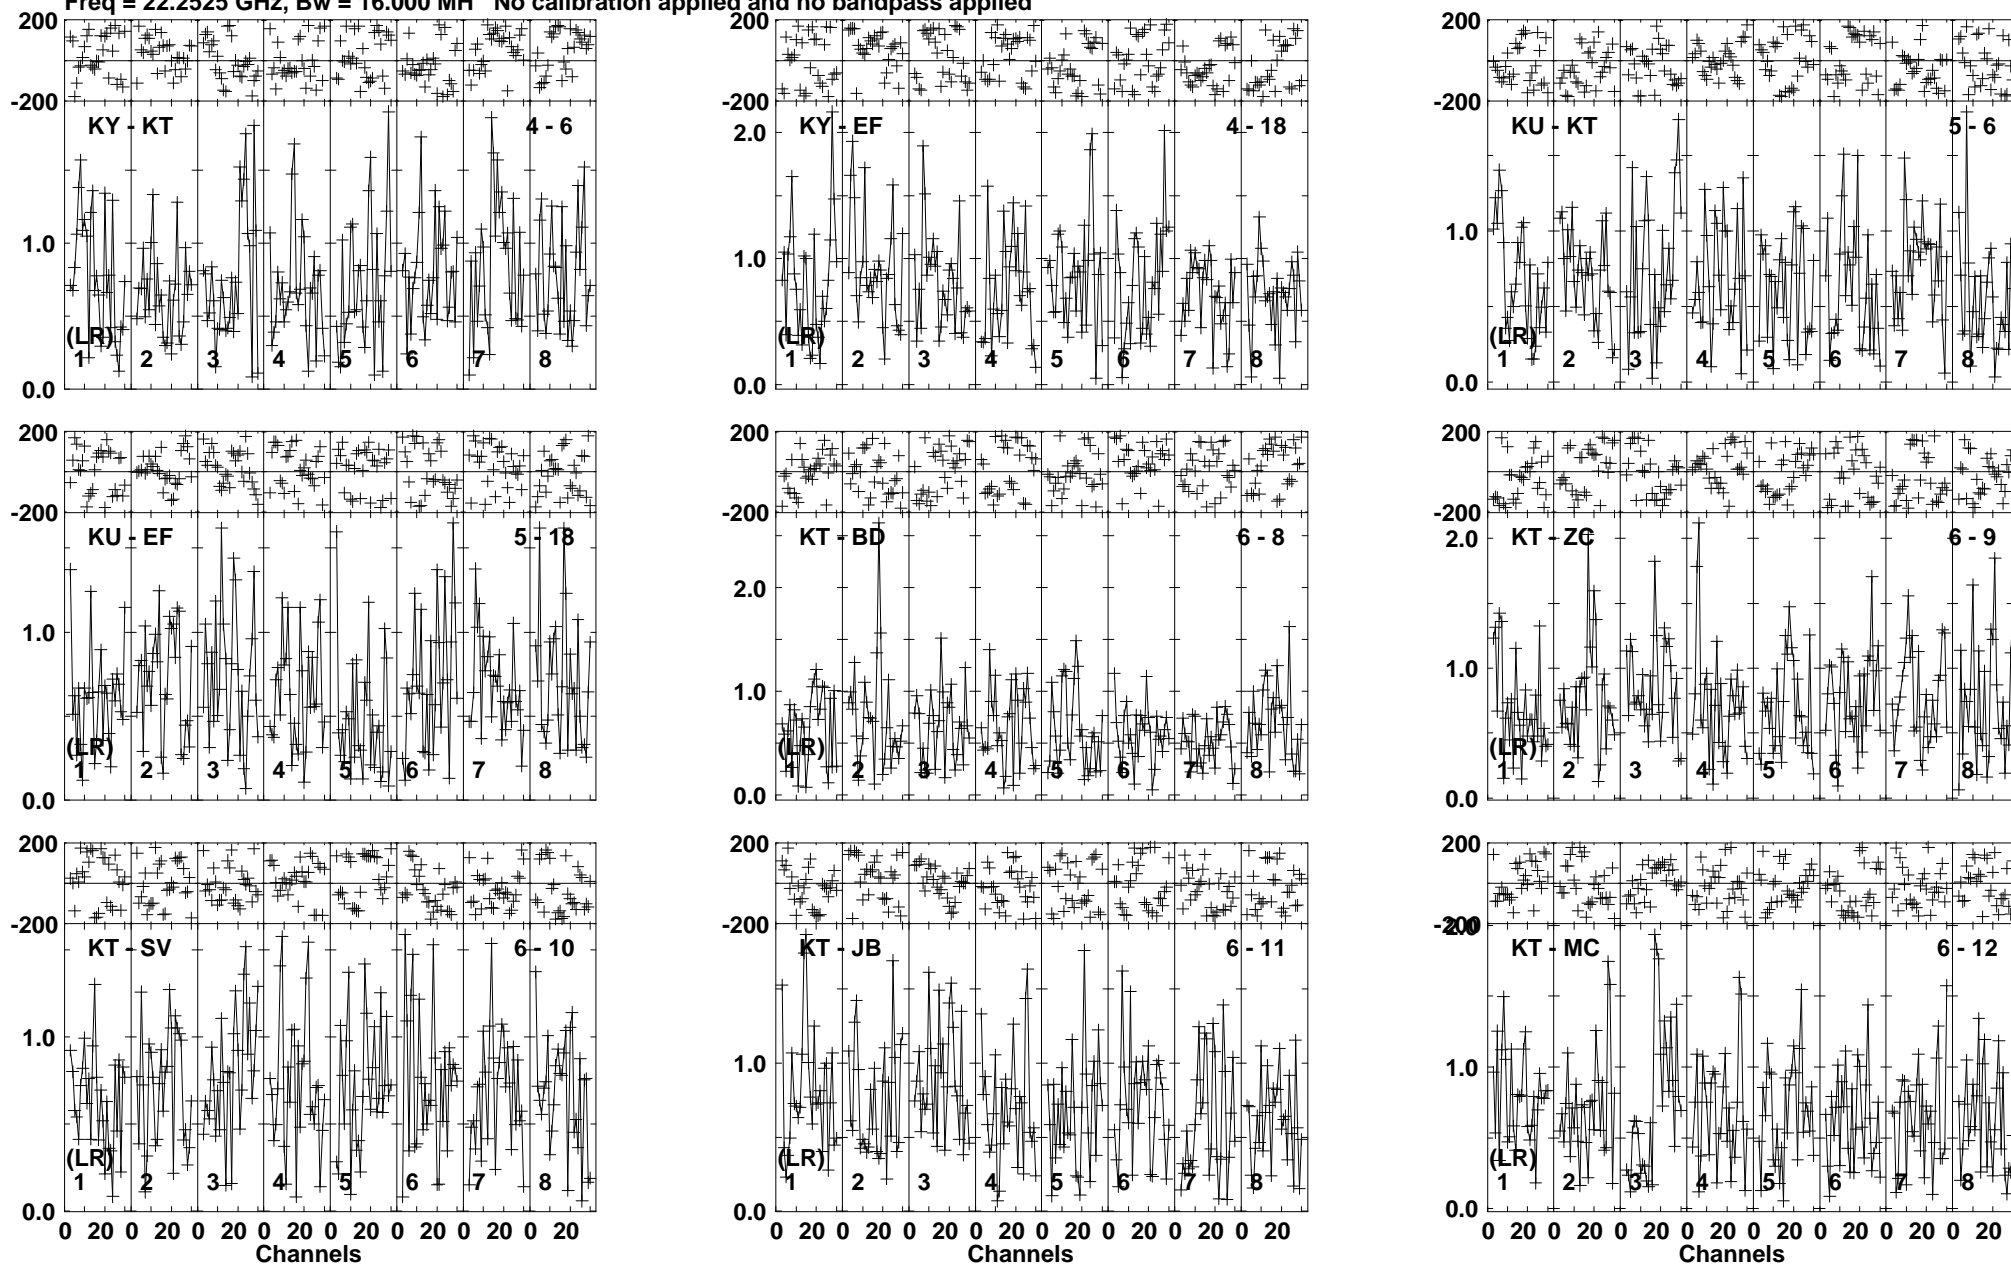 Freq = 22.2525 GHz, Bw = 16.000 MH No calibration applied and no bandpass applied
200 200 200
-200 -200 -200
KY - KT 4 - 6 KY - EF 4 - 18 KU - KT 5 - 6
2.0
1.0 1.0 1.0
(LR) (LR) (LR)
1 2 3 4 5 6 7 8 1 2 3 4 5 6 7 8 1 2 3 4 5 6 7 8
0.0 0.0 0.0
200 200 200
-200 -200 -200
KU - EF 5 - 18 KT - BD 6 - 8 KT - ZC 6 - 9
2.0 2.0
1.0 1.0 1.0
(LR) (LR) (LR)
1 2 3 4 5 6 7 8 1 2 3 4 5 6 7 8 1 2 3 4 5 6 7 8
0.0 0.0 0.0
200 200 200
-200 -200 -200
2.0
KT - SV 6 - 10 KT - JB 6 - 11 KT - MC 6 - 12
1.0 1.0 1.0
(LR) (LR) (LR)
1 2 3 4 5 6 7 8 1 2 3 4 5 6 7 8 1 2 3 4 5 6 7 8
0.0 0.0 0.0
0 20 0 20 0 20 0 20 0 20 0 20 0 20 0 20 0 20 0 20 0 20 0 20 0 20 0 20 0 20 0 20 0 20 0 20 0 20 0 20 0 20 0 20 0 20 0 20
Channels Channels Channels